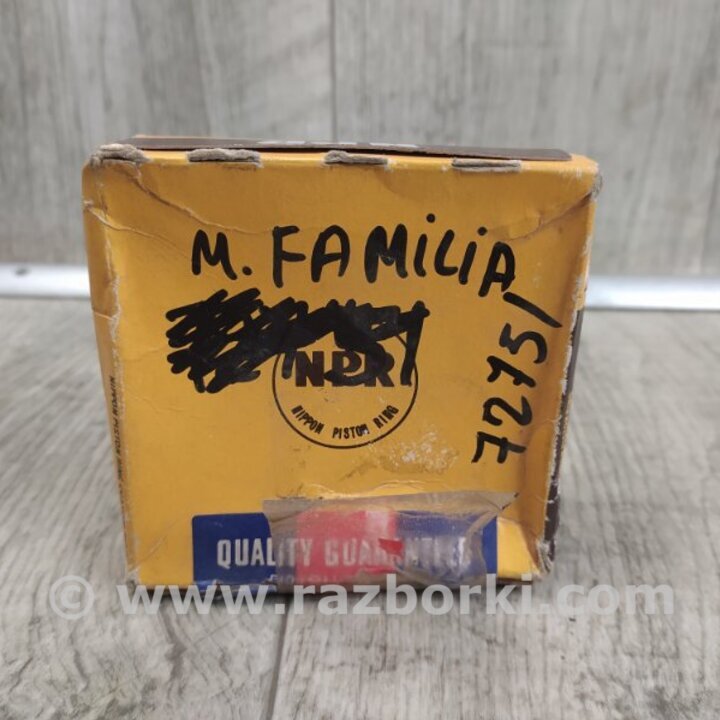 M. FAMILIA
NPR
NIPPON PISTON RING
7275/
QUALITY GUARANTEED
© www.razborki.com